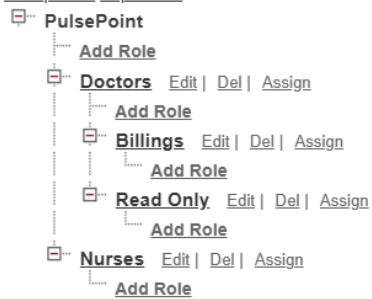 PulsePoint
Add Role
Doctors Edit | Del | Assign
Add Role
Billings Edit | Del | Assign
Add Role
Read Only Edit | Del | Assign
Add Role
Nurses Edit | Del | Assign
Add Role